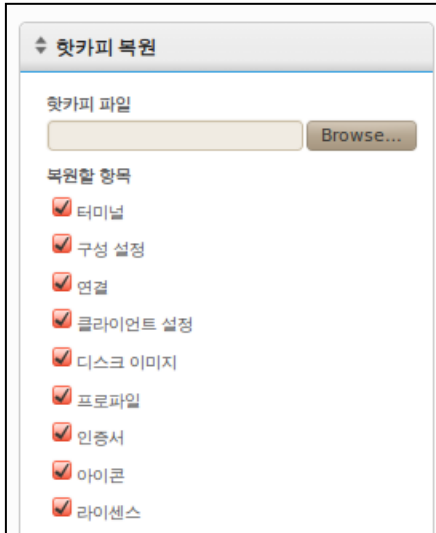 핫카피 복원
핫카피 파일
Browse...
복원할 항목
터미널
구성 설정
연결
클라이언트 설정
디스크 이미지
프로파일
인증서
아이콘
라이센스